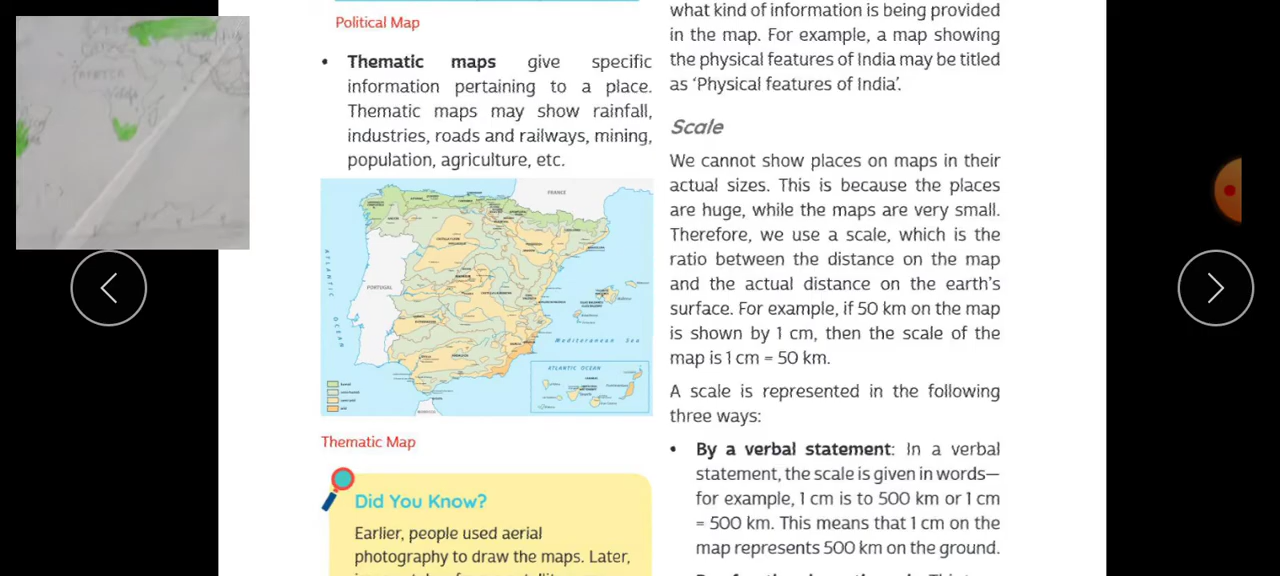 Political Map
• Thematic maps give specific
information pertaining to a place.
Thematic maps may show rainfall,
industries, roads and railways, mining,
population, agriculture, etc.
FRANCE
PORTUGAL
ATLANTIC OCEAN
Mediterranean Sea
ATLANTIC OCEAN
MOROCCO
Thematic Map
Did You Know?
Earlier, people used aerial
photography to draw the maps. Later,
what kind of information is being provided
in the map. For example, a map showing
the physical features of India may be titled
as ‘Physical features of India’.
Scale
We cannot show places on maps in their
actual sizes. This is because the places
are huge, while the maps are very small.
Therefore, we use a scale, which is the
ratio between the distance on the map
and the actual distance on the earth's
surface. For example, if 50 km on the map
is shown by 1 cm, then the scale of the
map is 1 cm = 50 km.
A scale is represented in the following
three ways:
• By a verbal statement: In a verbal
statement, the scale is given in words—
for example, 1 cm is to 500 km or 1 cm
= 500 km. This means that 1 cm on the
map represents 500 km on the ground.